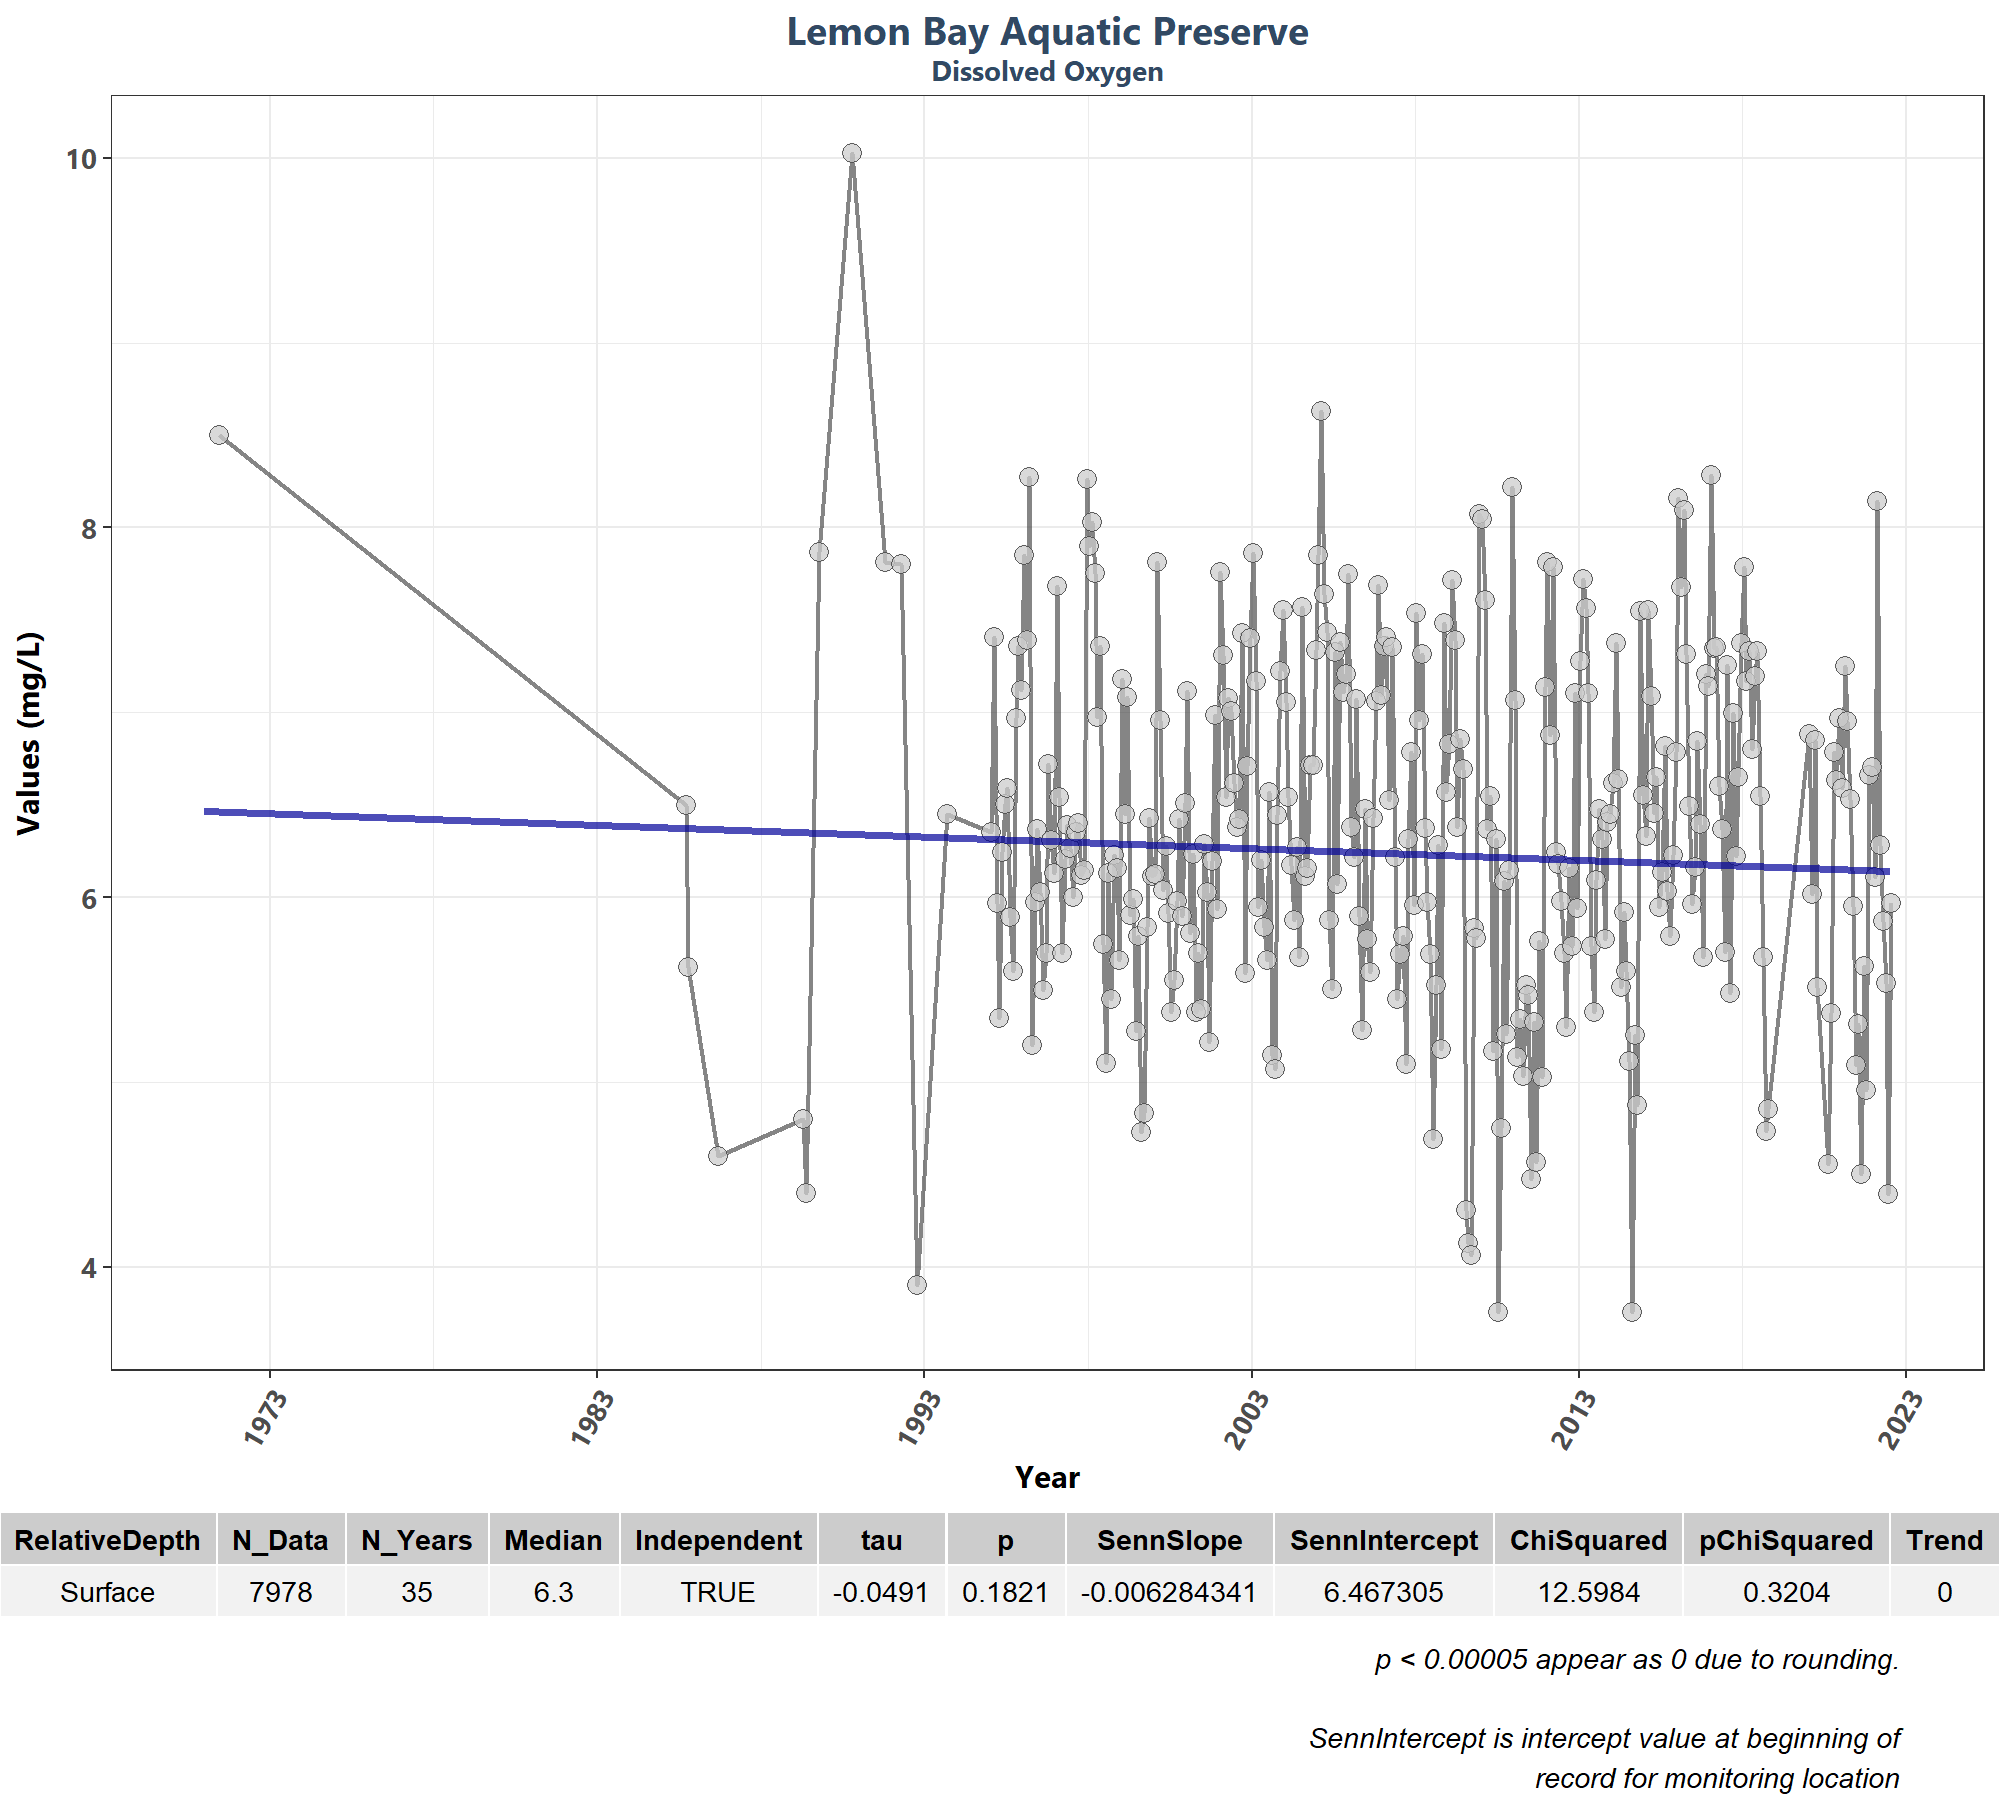 Lemon Bay Aquatic Preserve
Dissolved Oxygen
Values (mg/L)
10
8
6
4
1973 1983 1993 2003 2013 2023
Year
RelativeDepth N_Data N_Years Median Independent tau p SennSlope SennIntercept ChiSquared pChiSquared Trend
Surface 7978 35 6.3 TRUE -0.0491 0.1821 -0.006284341 6.467305 12.5984 0.3204 0
p < 0.00005 appear as 0 due to rounding.
SennIntercept is intercept value at beginning of
record for monitoring location